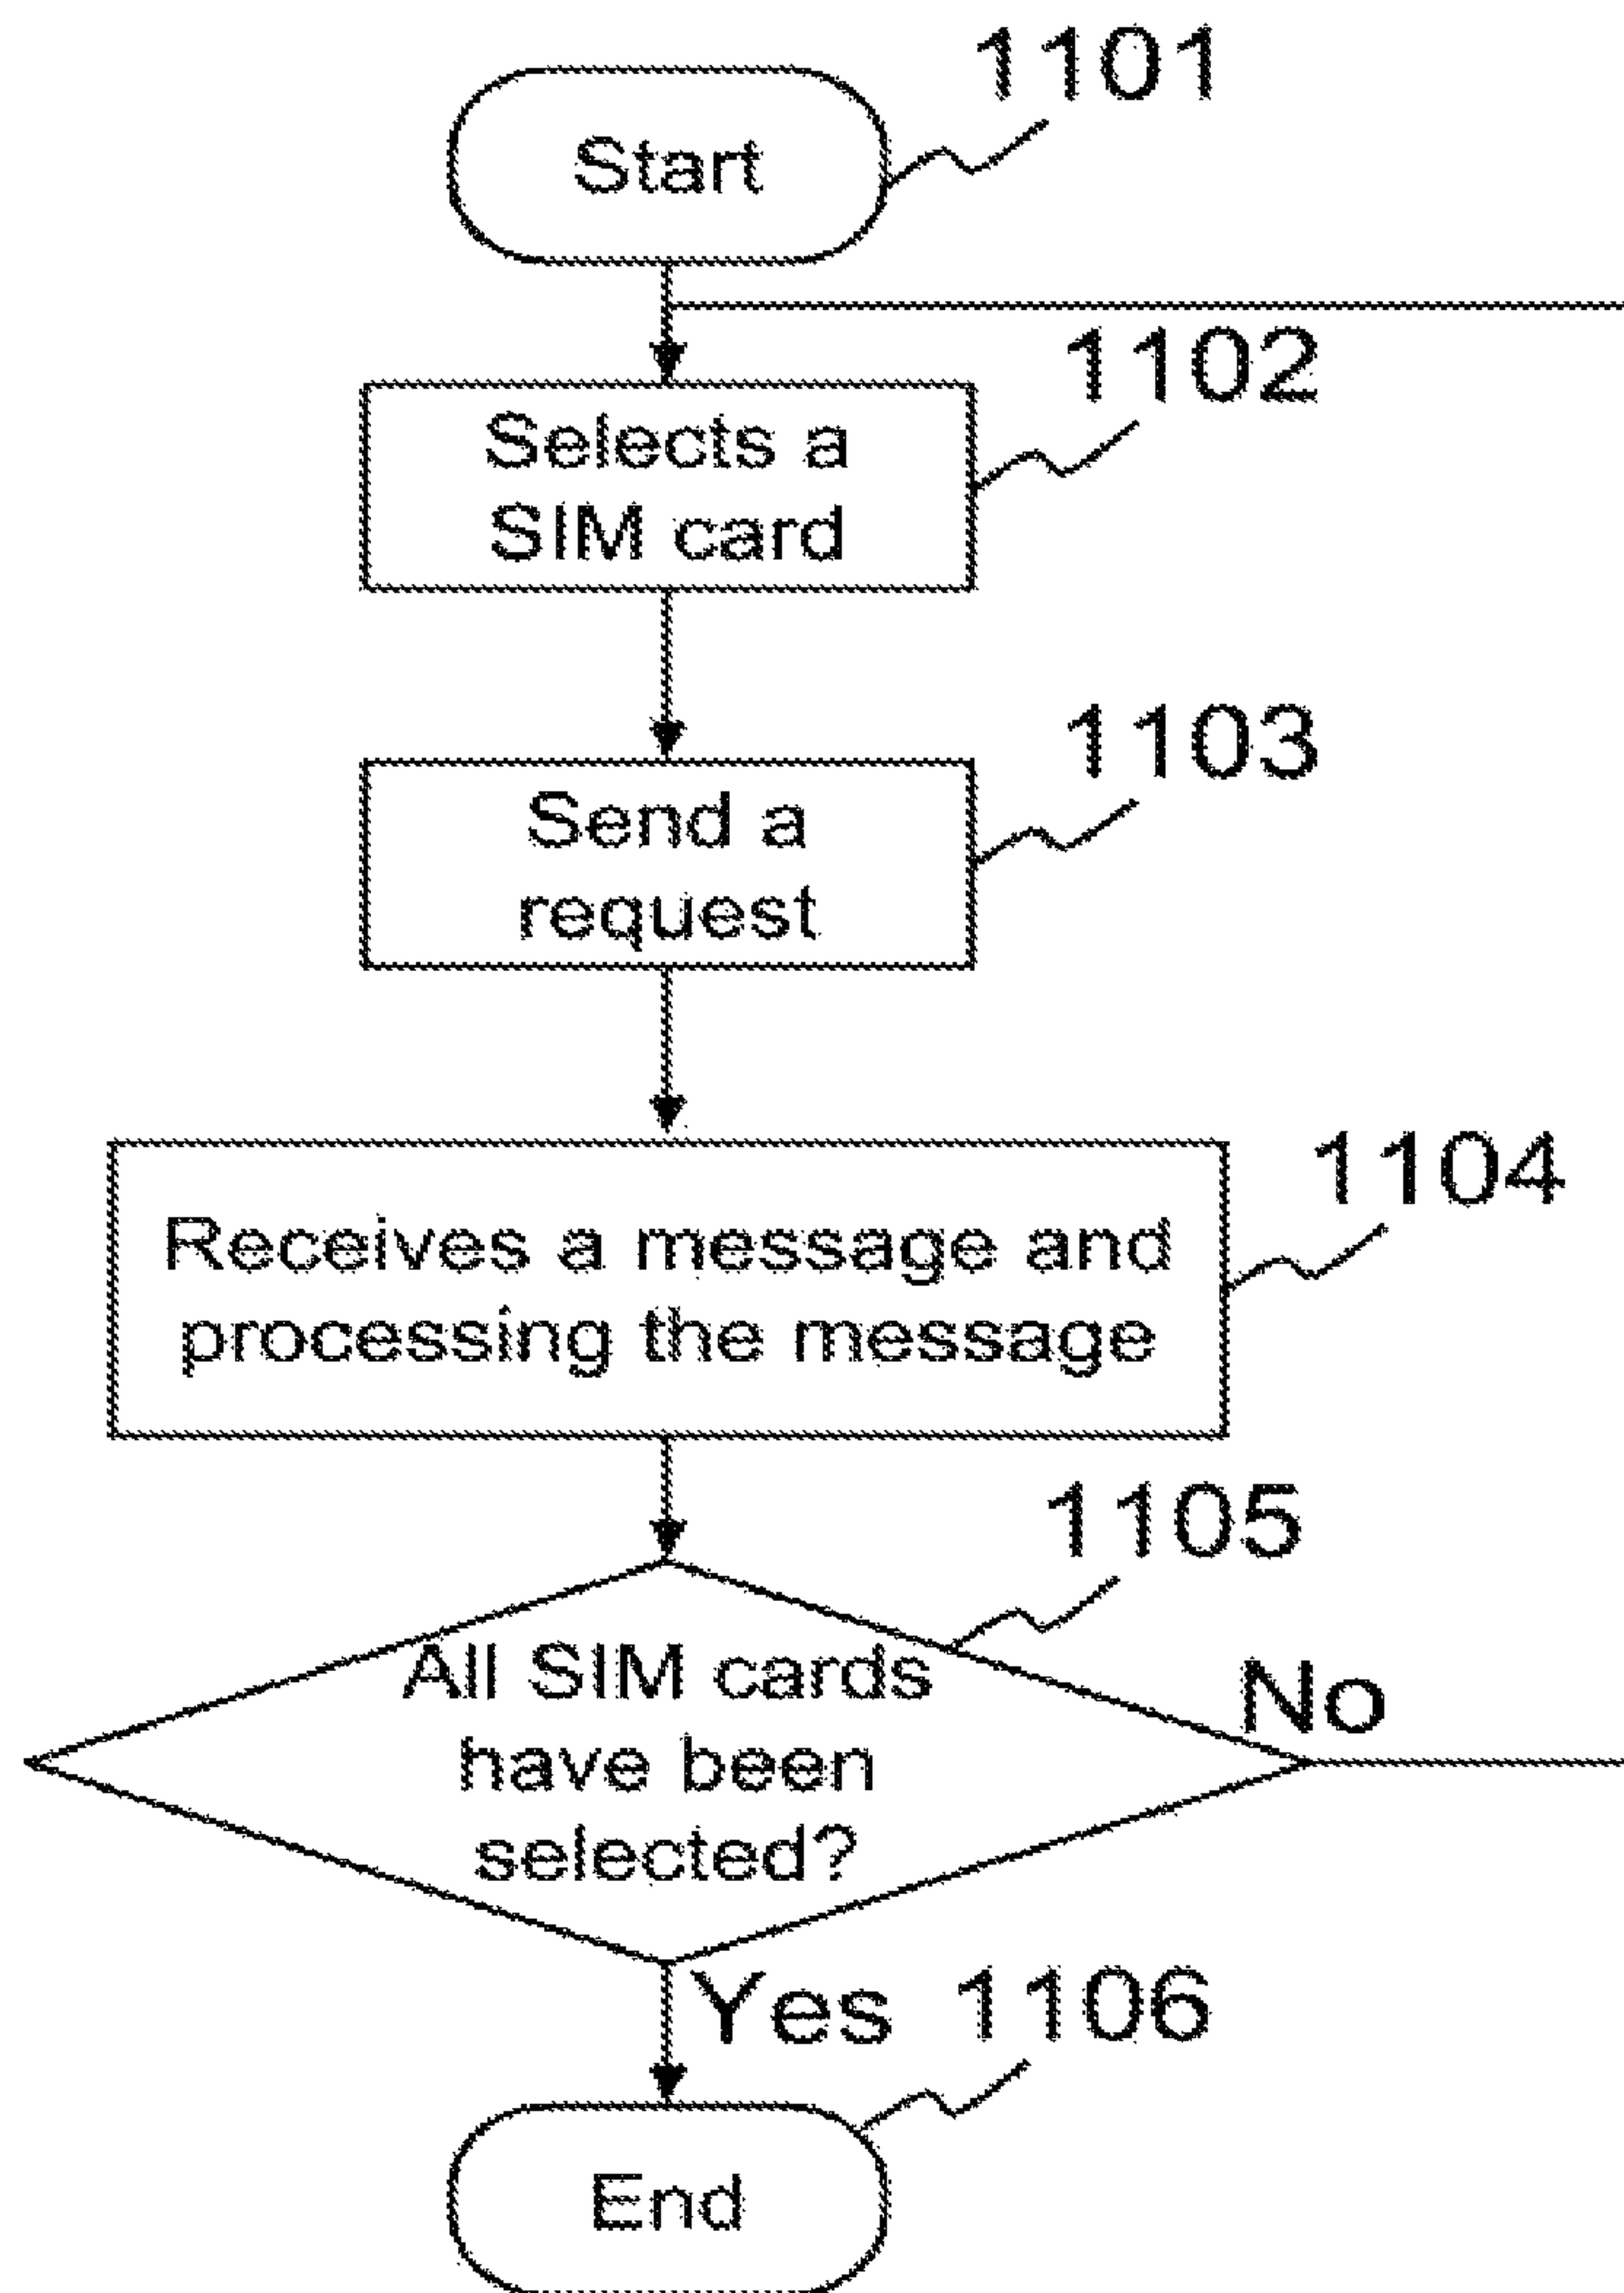 1101
Start
1102
Selects a
SIM card
1103
Send a
request
1104
Receives a message and
processing the message
1105
All SIM cards
have been
selected?
No
Yes
1106
End